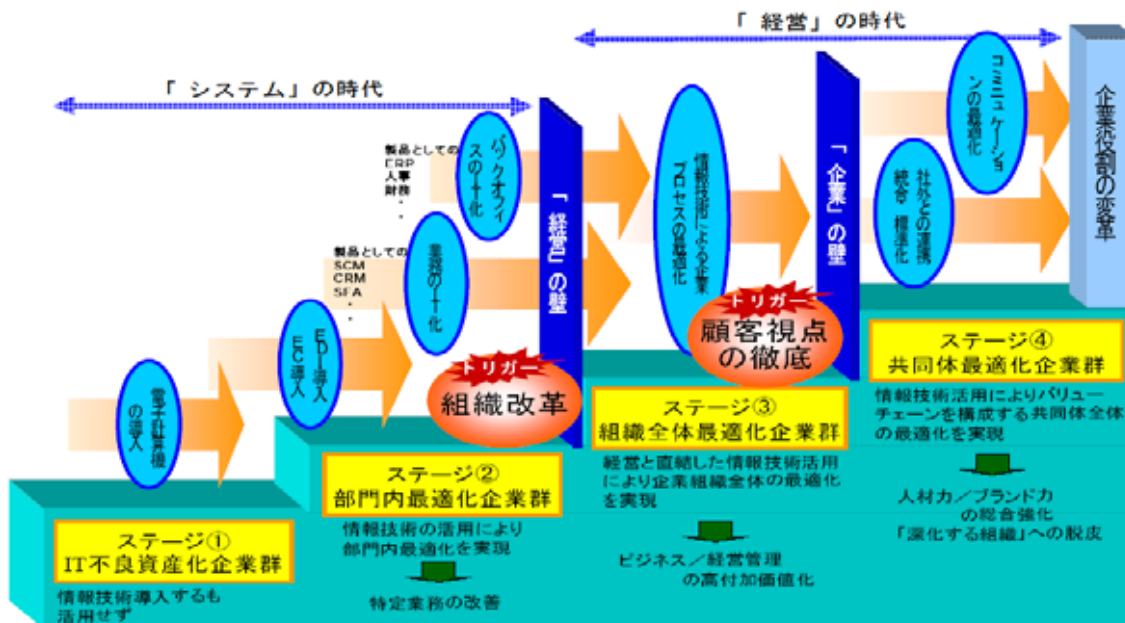 「 経営」の時代
「 システム」の時代
電子計算機
の導入
EDI導入
EC導入
製品としての
SCM
CRM
SFA
・・
業務のIT化
製品としての
ERP
人事
財務
・・
バックオフィ
スのIT化
「経営」の壁
情報技術による企業
プロセスの最適化
「企業」の壁
コミュニケーショ
ンの最適化
社外との連携
統合・標準化
企業役割の変革
トリガー
組織改革
トリガー
顧客視点
の徹底
ステージ①
IT不良資産化企業群
情報技術導入するも
活用せず
ステージ②
部門内最適化企業群
情報技術の活用により
部門内最適化を実現
特定業務の改善
ステージ③
組織全体最適化企業群
経営と直結した情報技術活用
により企業組織全体の最適化
を実現
ビジネス／経営管理
の高付加価値化
ステージ④
共同体最適化企業群
情報技術活用によりバリュー
チェーンを構成する共同体全体
の最適化を実現
人材力／ブランド力
の総合強化
「深化する組織」への脱皮